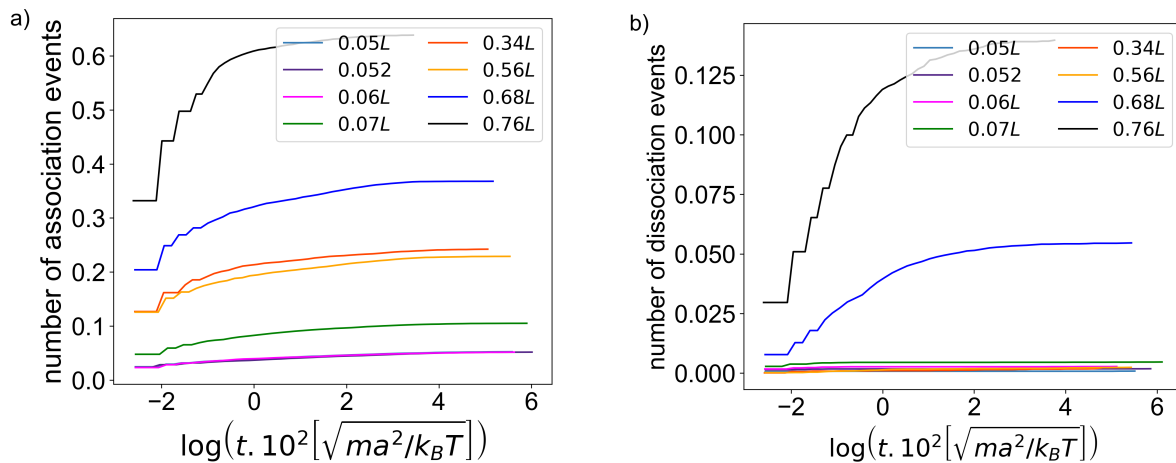 a)
number of association events
0.6
0.5
0.4
0.3
0.2
0.1
0.0
0.05L 0.34L
0.052 0.56L
0.06L 0.68L
0.07L 0.76L
−2 0 2 4 6
log(t. 10²[√ma²/k_BT])
b)
number of dissociation events
0.125
0.100
0.075
0.050
0.025
0.000
0.05L 0.34L
0.052 0.56L
0.06L 0.68L
0.07L 0.76L
−2 0 2 4 6
log(t. 10²[√ma²/k_BT])